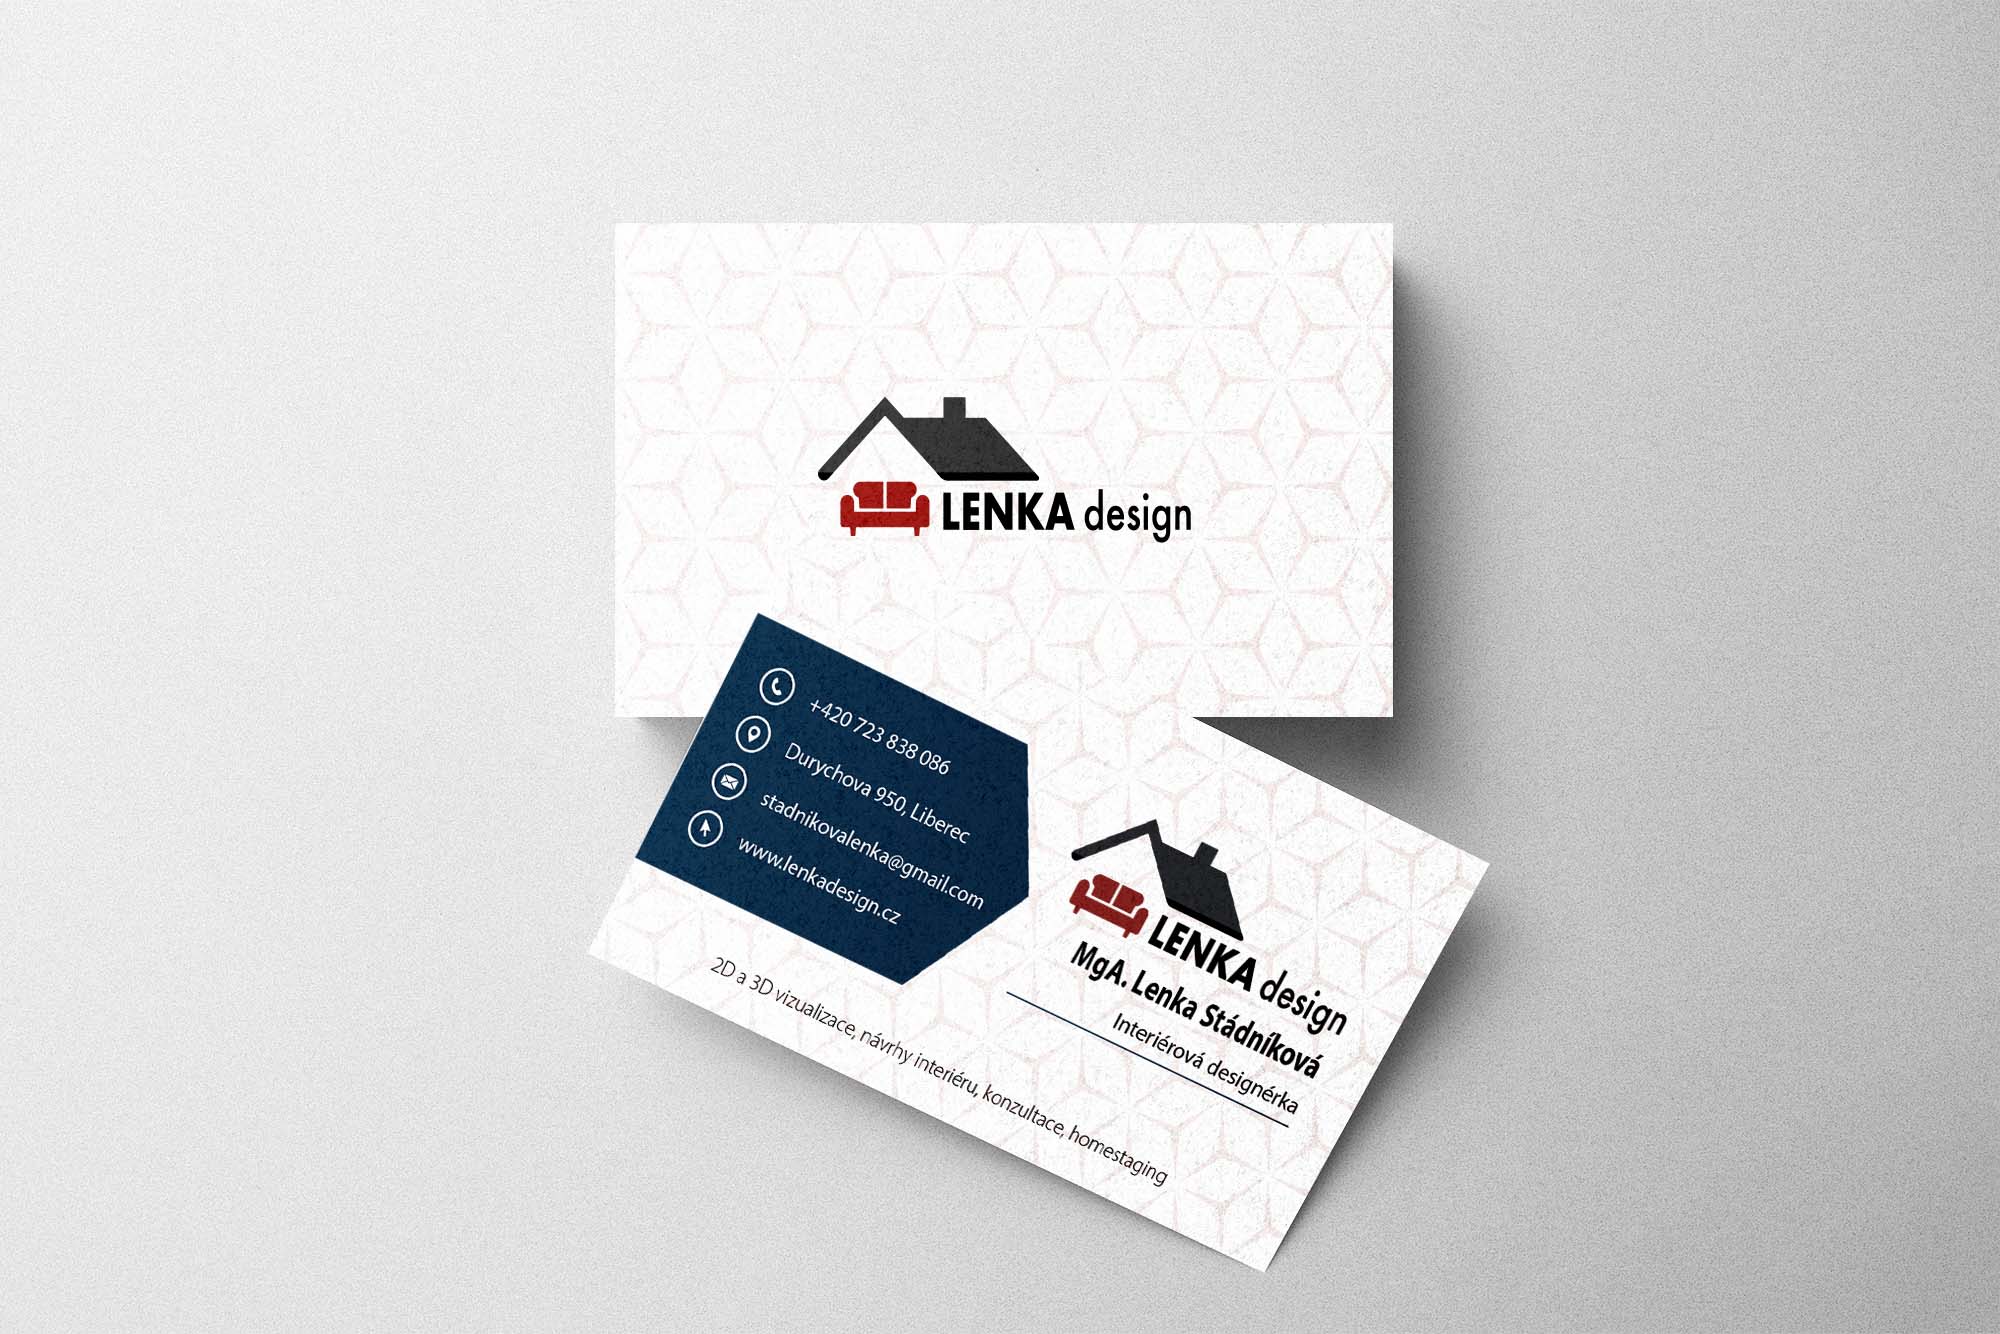 LENKA design
+420 723 838 086
Durychova 950, Liberec
stadnikovalenka@gmail.com
www.lenkadesign.cz
LENKA design
MgA. Lenka Stádníková
Interiérová designérka
2D a 3D vizualizace, návrhy interiéru, konzultace, homestaging